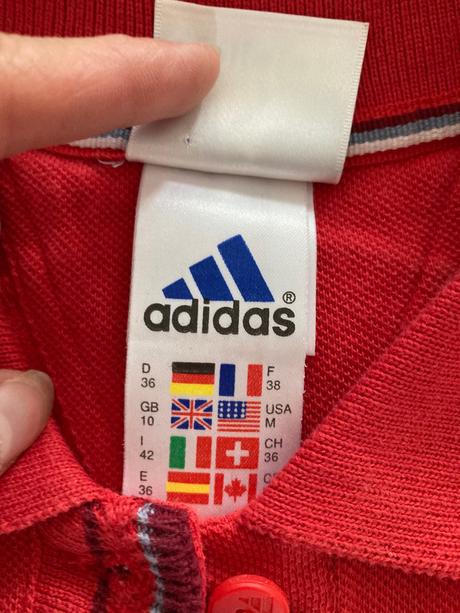 adidas®
D 36 F 38
GB 10 USA M
I 42 CH 36
E 36